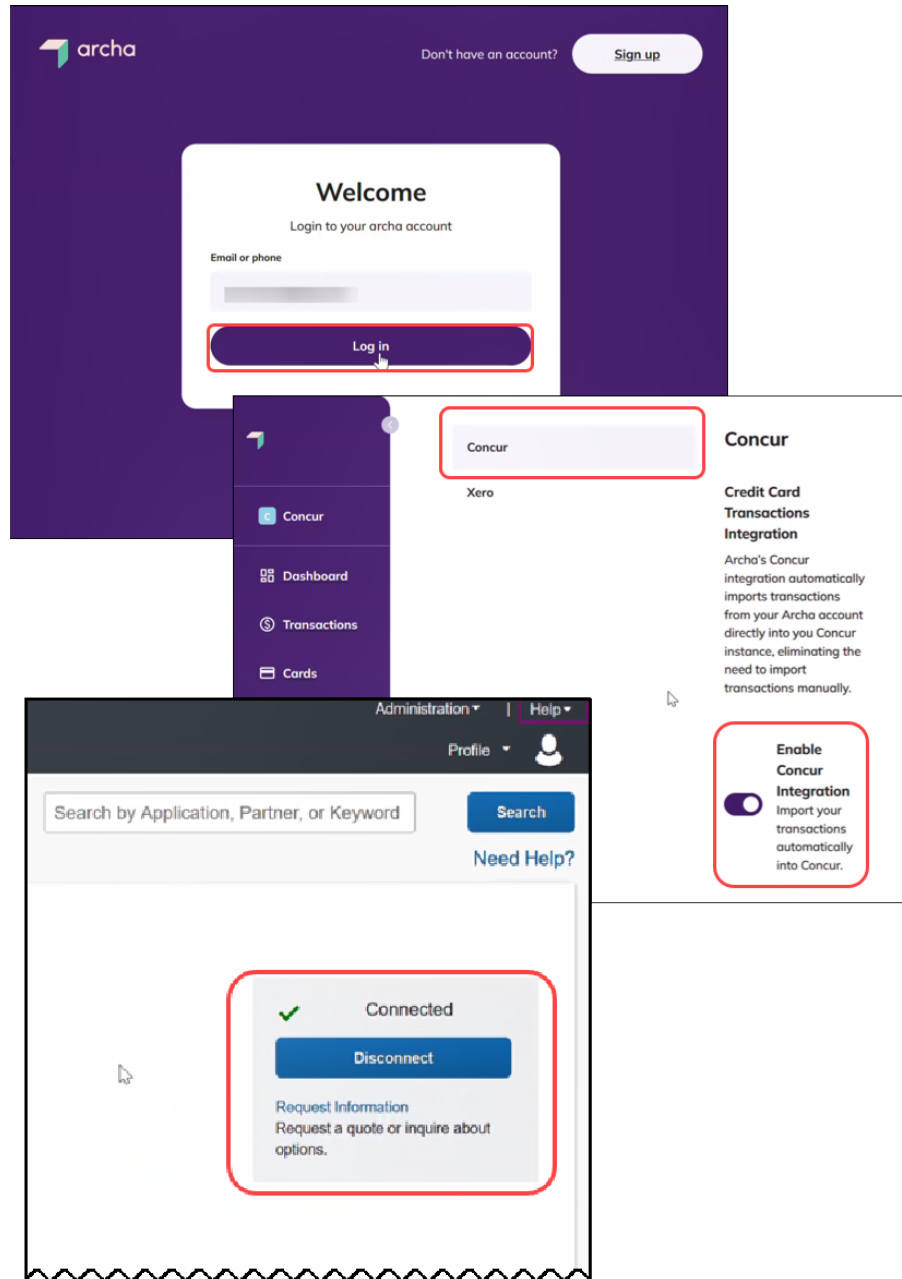 archa
Don't have an account?
Sign up
Welcome
Login to your archa account
Email or phone
Log in
Concur
Xero
C Concur
Dashboard
Transactions
Cards
Concur
Credit Card
Transactions
Integration
Archa's Concur
integration automatically
imports transactions
from your Archa account
directly into you Concur
instance, eliminating the
need to import
transactions manually.
Enable
Concur
Integration
Import your
transactions
automatically
into Concur.
Administration | Help
Profile
Search by Application, Partner, or Keyword
Search
Need Help?
Connected
Disconnect
Request Information
Request a quote or inquire about
options.